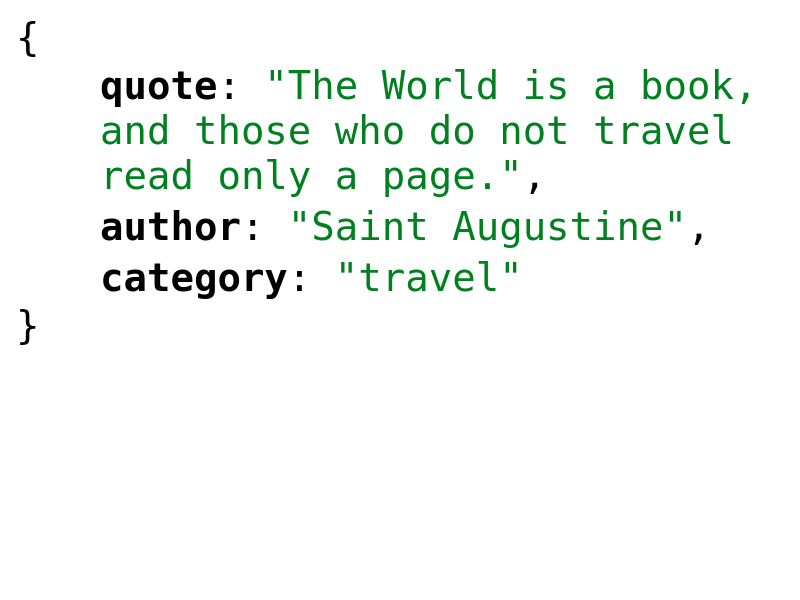 {
quote: "The World is a book,
and those who do not travel
read only a page.",
author: "Saint Augustine",
category: "travel"
}